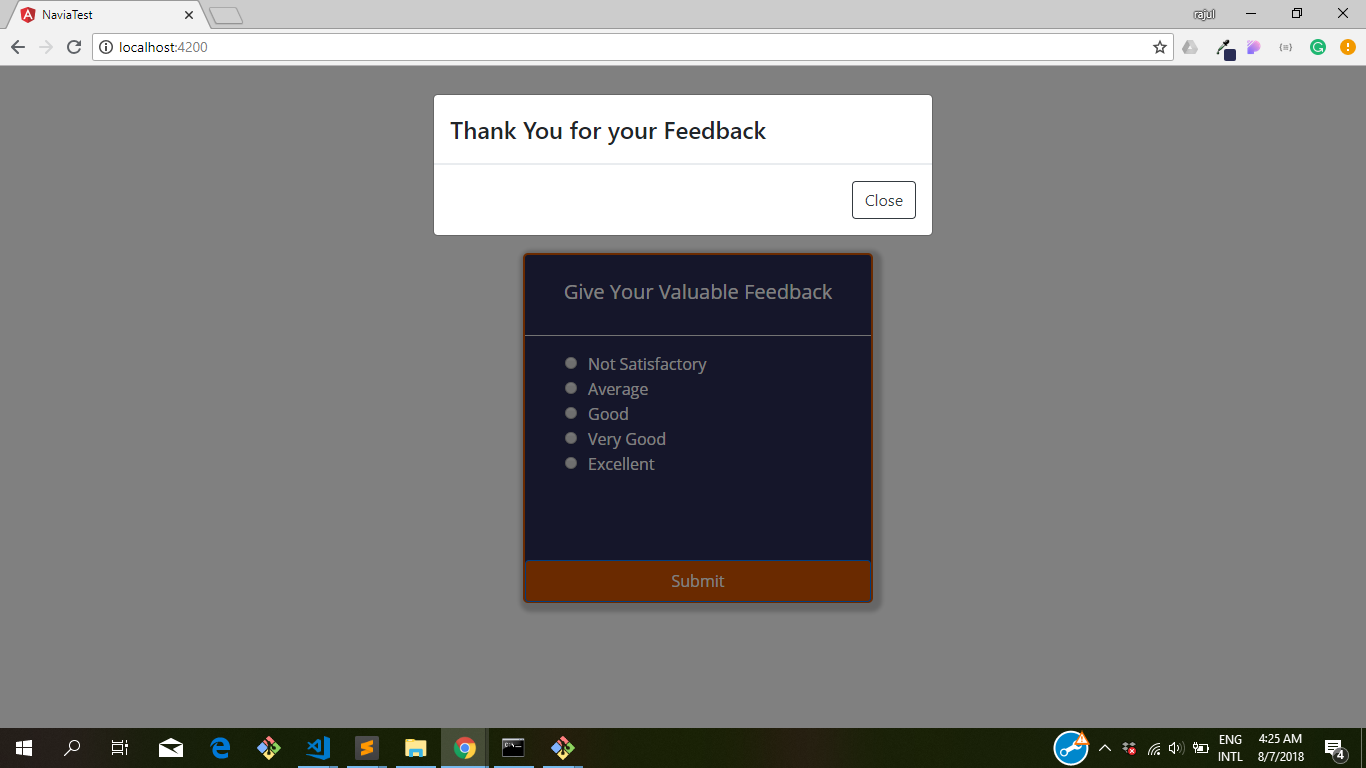 NaviaTest
rajul
localhost:4200
Thank You for your Feedback
Close
Give Your Valuable Feedback
Not Satisfactory
Average
Good
Very Good
Excellent
Submit
ENG
INTL
4:25 AM
8/7/2018
4